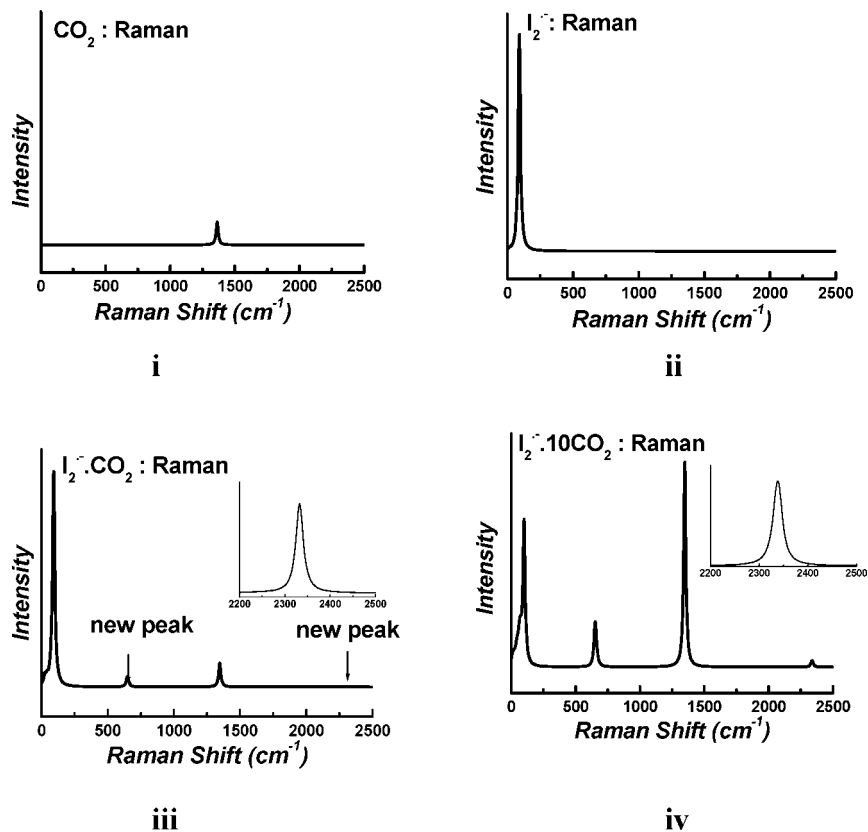 CO₂ : Raman
Intensity
0 500 1000 1500 2000 2500
Raman Shift (cm⁻¹)
i
I₂·⁻: Raman
Intensity
0 500 1000 1500 2000 2500
Raman Shift (cm⁻¹)
ii
I₂·⁻.CO₂ : Raman
2200 2300 2400 2500
new peak
new peak
Intensity
0 500 1000 1500 2000 2500
Raman Shift (cm⁻¹)
iii
I₂·⁻.10CO₂ : Raman
2200 2300 2400 2500
Intensity
0 500 1000 1500 2000 2500
Raman Shift (cm⁻¹)
iv